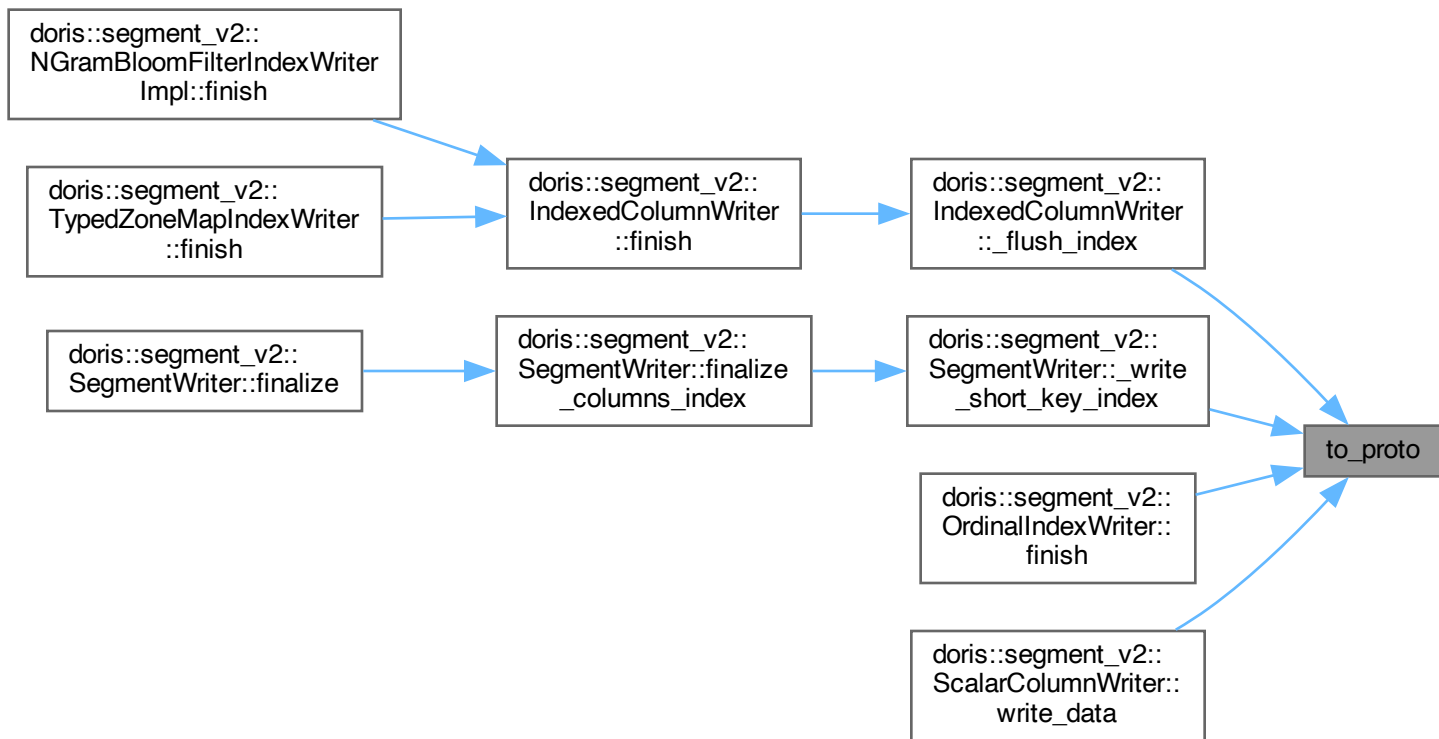 doris::segment_v2::
NGramBloomFilterIndexWriter
Impl::finish
doris::segment_v2::
TypedZoneMapIndexWriter
::finish
doris::segment_v2::
IndexedColumnWriter
::finish
doris::segment_v2::
IndexedColumnWriter
::_flush_index
doris::segment_v2::
SegmentWriter::finalize
doris::segment_v2::
SegmentWriter::finalize
_columns_index
doris::segment_v2::
SegmentWriter::_write
_short_key_index
to_proto
doris::segment_v2::
OrdinalIndexWriter::
finish
doris::segment_v2::
ScalarColumnWriter::
write_data